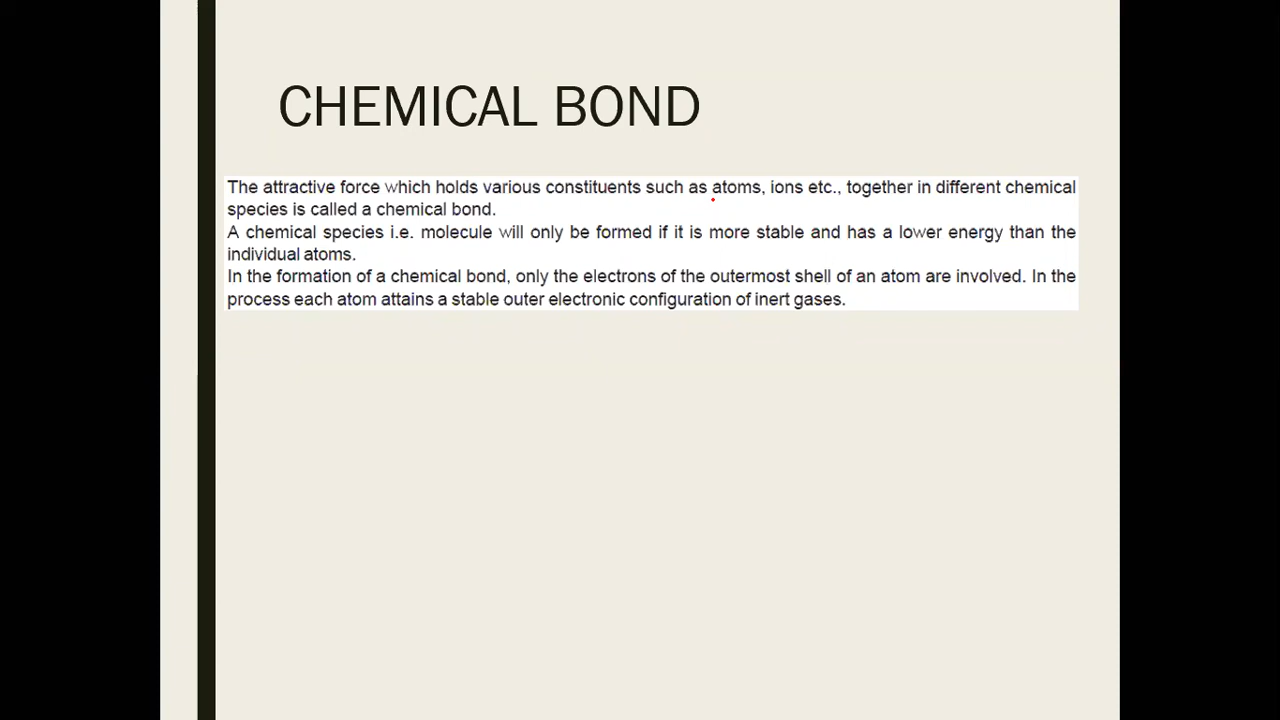 CHEMICAL BOND
The attractive force which holds various constituents such as atoms, ions etc., together in different chemical
species is called a chemical bond.
A chemical species i.e. molecule will only be formed if it is more stable and has a lower energy than the
individual atoms.
In the formation of a chemical bond, only the electrons of the outermost shell of an atom are involved. In the
process each atom attains a stable outer electronic configuration of inert gases.